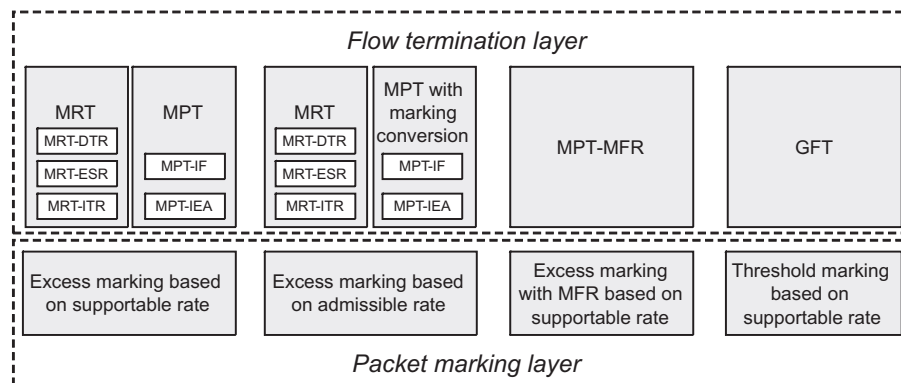 Flow termination layer
MRT
MRT-DTR
MRT-ESR
MRT-ITR
MPT
MPT-IF
MPT-IEA
MRT
MRT-DTR
MRT-ESR
MRT-ITR
MPT with
marking
conversion
MPT-IF
MPT-IEA
MPT-MFR
GFT
Excess marking based
on supportable rate
Excess marking based
on admissible rate
Excess marking
with MFR based on
supportable rate
Threshold marking
based on
supportable rate
Packet marking layer